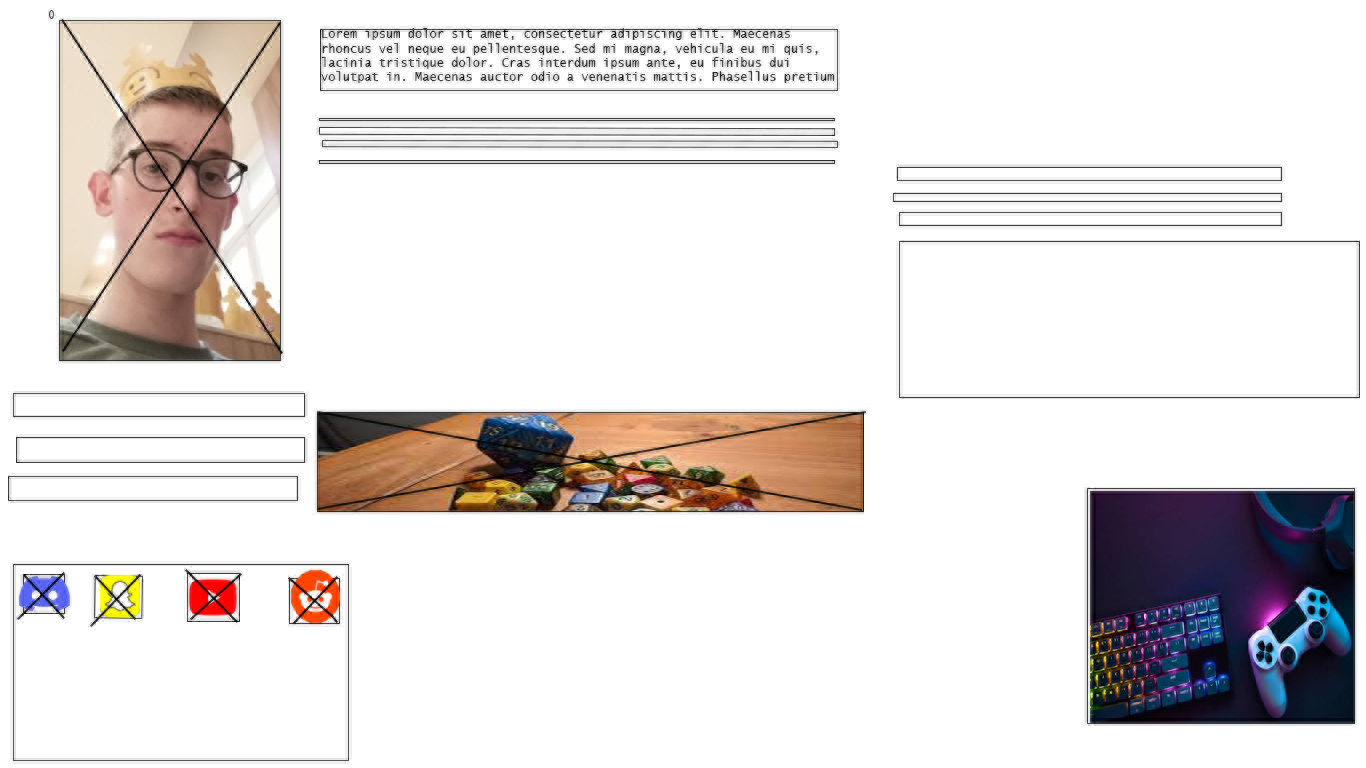 0
Lorem ipsum dolor sit amet, consectetur adipiscing elit. Maecenas
rhoncus vel neque eu pellentesque. Sed mi magna, vehicula eu mi quis,
lacinia tristique dolor. Cras interdum ipsum ante, eu finibus dui
volutpat in. Maecenas auctor odio a venenatis mattis. Phasellus pretium